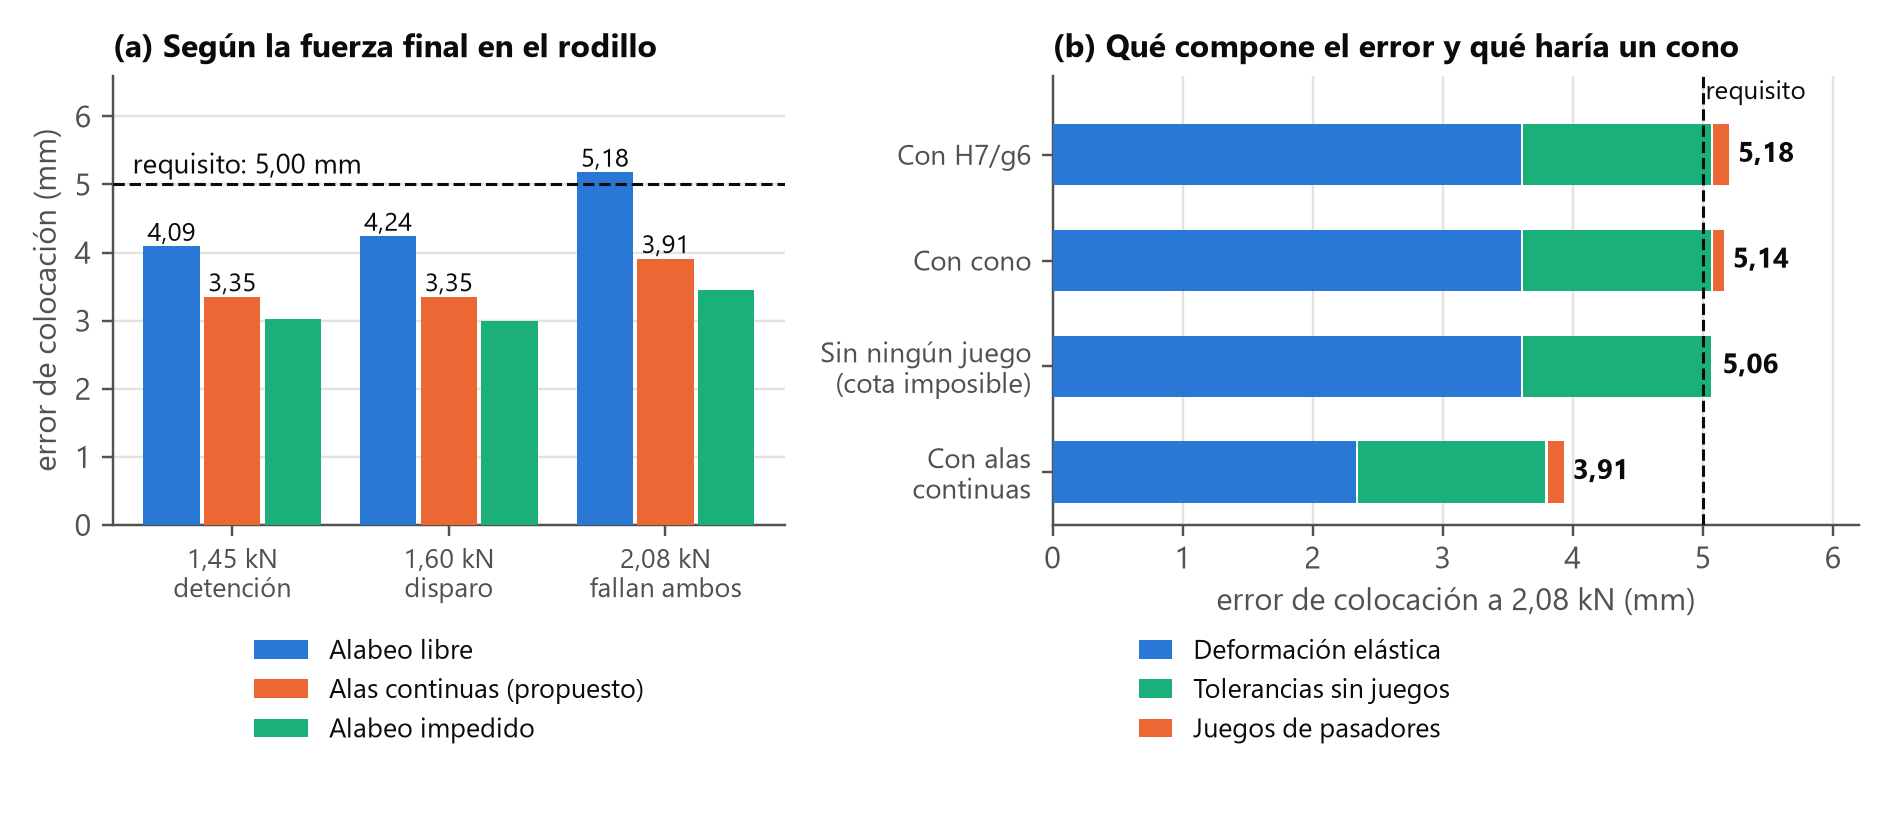 (a) Según la fuerza final en el rodillo
error de colocación (mm)
6
5
4
3
2
1
0
requisito: 5,00 mm
4,09
3,35
4,24
3,35
5,18
3,91
1,45 kN
detención
1,60 kN
disparo
2,08 kN
fallan ambos
Alabeo libre
Alas continuas (propuesto)
Alabeo impedido
(b) Qué compone el error y qué haría un cono
requisito
Con H7/g6
5,18
Con cono
5,14
Sin ningún juego
(cota imposible)
5,06
Con alas
continuas
3,91
0
1
2
3
4
5
6
error de colocación a 2,08 kN (mm)
Deformación elástica
Tolerancias sin juegos
Juegos de pasadores